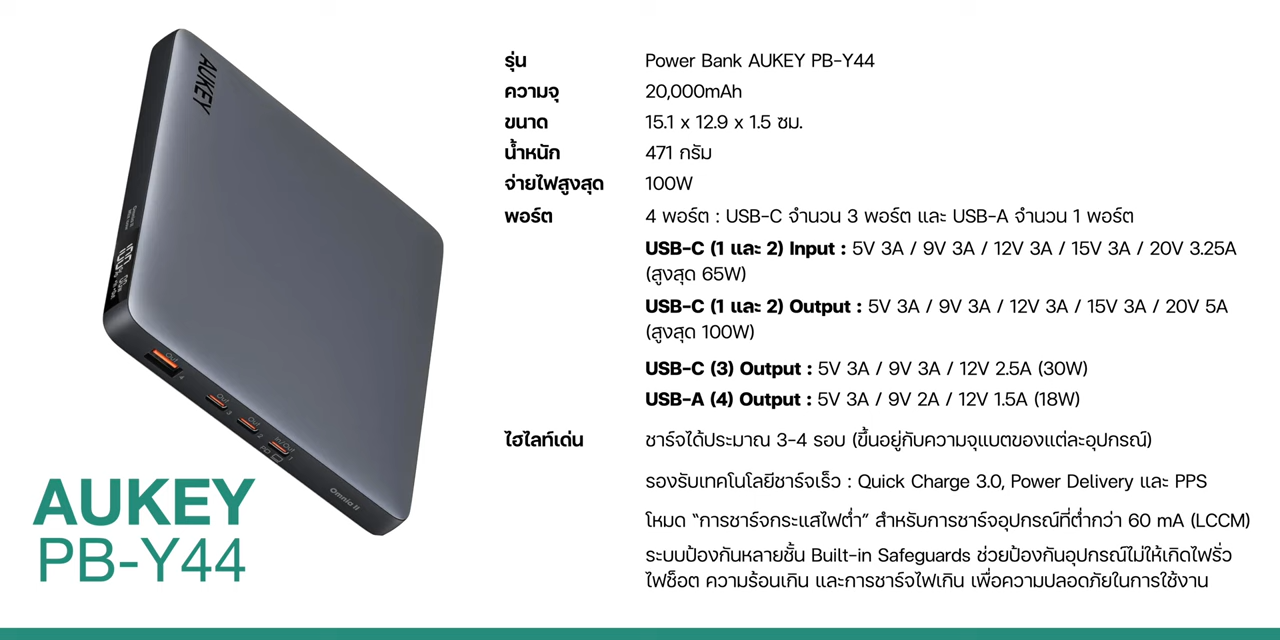 AUKEY
Out
4
Out
3
Out
2
In/Out
1
PD
Omnia II
AUKEY
PB-Y44
รุ่น Power Bank AUKEY PB-Y44
ความจุ 20,000mAh
ขนาด 15.1 x 12.9 x 1.5 ซม.
น้ำหนัก 471 กรัม
จ่ายไฟสูงสุด 100W
พอร์ต 4 พอร์ต : USB-C จำนวน 3 พอร์ต และ USB-A จำนวน 1 พอร์ต
USB-C (1 และ 2) Input : 5V 3A / 9V 3A / 12V 3A / 15V 3A / 20V 3.25A
(สูงสุด 65W)
USB-C (1 และ 2) Output : 5V 3A / 9V 3A / 12V 3A / 15V 3A / 20V 5A
(สูงสุด 100W)
USB-C (3) Output : 5V 3A / 9V 3A / 12V 2.5A (30W)
USB-A (4) Output : 5V 3A / 9V 2A / 12V 1.5A (18W)
ไฮไลท์เด่น ชาร์จได้ประมาณ 3-4 รอบ (ขึ้นอยู่กับความจุแบตของแต่ละอุปกรณ์)
รองรับเทคโนโลยีชาร์จเร็ว : Quick Charge 3.0, Power Delivery และ PPS
โหมด “การชาร์จกระแสไฟต่ำ” สำหรับการชาร์จอุปกรณ์ที่ต่ำกว่า 60 mA (LCCM)
ระบบป้องกันหลายชั้น Built-in Safeguards ช่วยป้องกันอุปกรณ์ไม่ให้เกิดไฟรั่ว
ไฟช็อต ความร้อนเกิน และการชาร์จไฟเกิน เพื่อความปลอดภัยในการใช้งาน